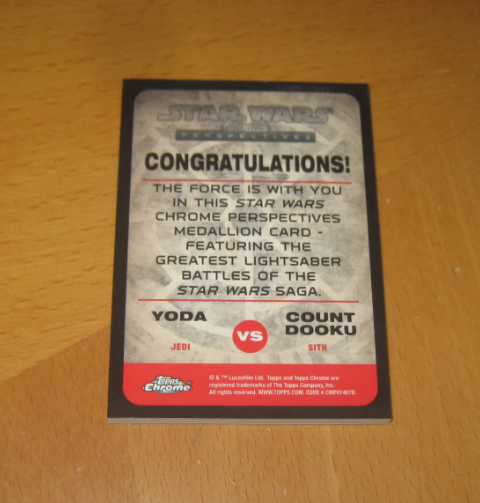 STAR WARS
PERSPECTIVES
CONGRATULATIONS!
THE FORCE IS WITH YOU
IN THIS STAR WARS
CHROME PERSPECTIVES
MEDALLION CARD -
FEATURING THE
GREATEST LIGHTSABER
BATTLES OF THE
STAR WARS SAGA.
YODA
JEDI
VS
COUNT
DOOKU
SITH
TOPPS
Chrome
© & ™ Lucasfilm Ltd. Topps and Topps Chrome are
registered trademarks of The Topps Company, Inc.
All rights reserved. WWW.TOPPS.COM. CODE #